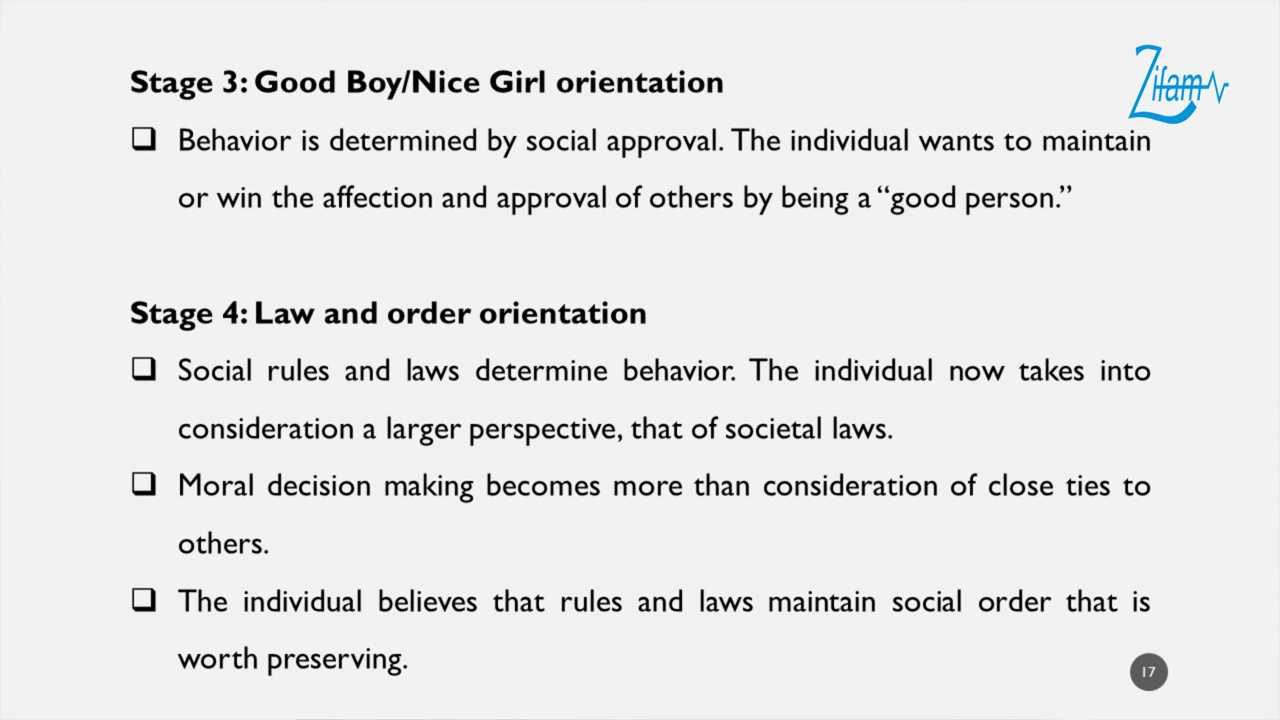 Zifam
Stage 3: Good Boy/Nice Girl orientation
❑ Behavior is determined by social approval. The individual wants to maintain
or win the affection and approval of others by being a “good person.”
Stage 4: Law and order orientation
❑ Social rules and laws determine behavior. The individual now takes into
consideration a larger perspective, that of societal laws.
❑ Moral decision making becomes more than consideration of close ties to
others.
❑ The individual believes that rules and laws maintain social order that is
worth preserving.
17